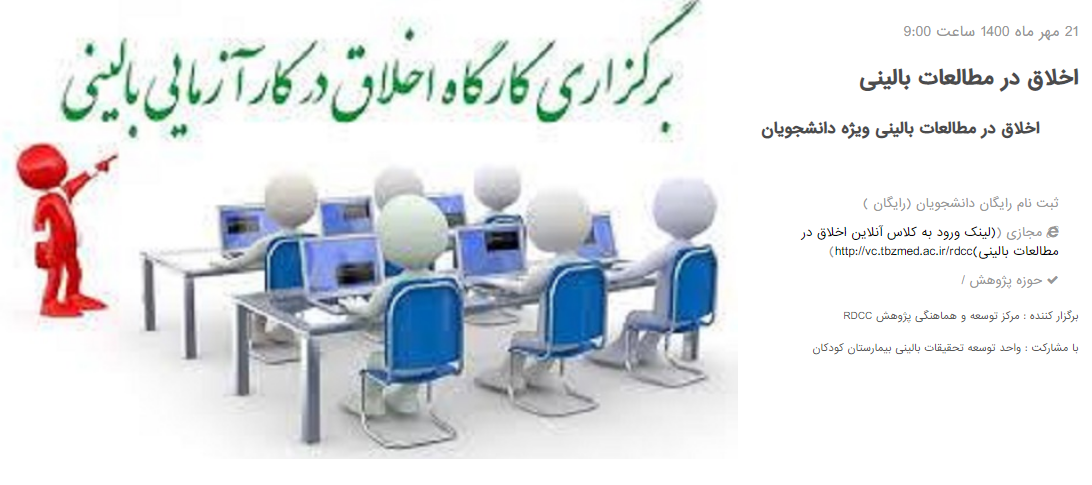 برگزاری کارگاه اخلاق در کارآزمایی بالینی
21 مهر ماه 1400 ساعت 9:00
اخلاق در مطالعات بالینی
اخلاق در مطالعات بالینی ویژه دانشجویان
ثبت نام رایگان دانشجویان (رایگان )
مجازی ((لینک ورود به کلاس آنلاین اخلاق در
مطالعات بالینی)http://vc.tbzmed.ac.ir/rdcc)
حوزه پژوهش /
برگزار کننده : مرکز توسعه و هماهنگی پژوهش RDCC
با مشارکت : واحد توسعه تحقیقات بالینی بیمارستان کودکان